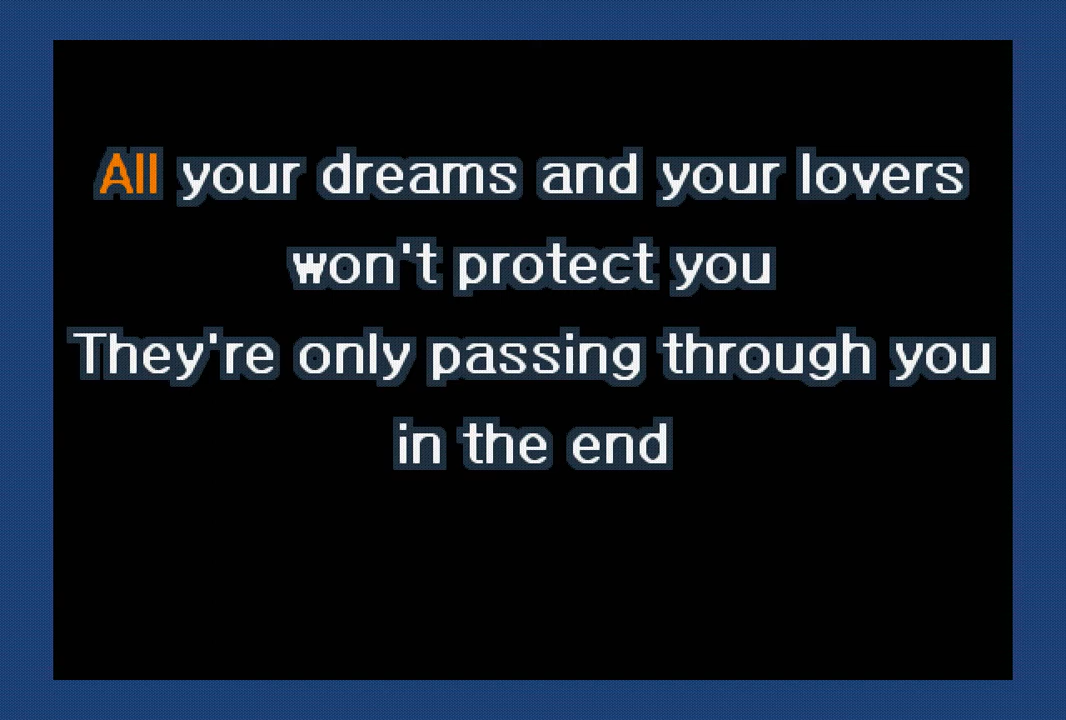 All your dreams and your lovers
won't protect you
They're only passing through you
in the end